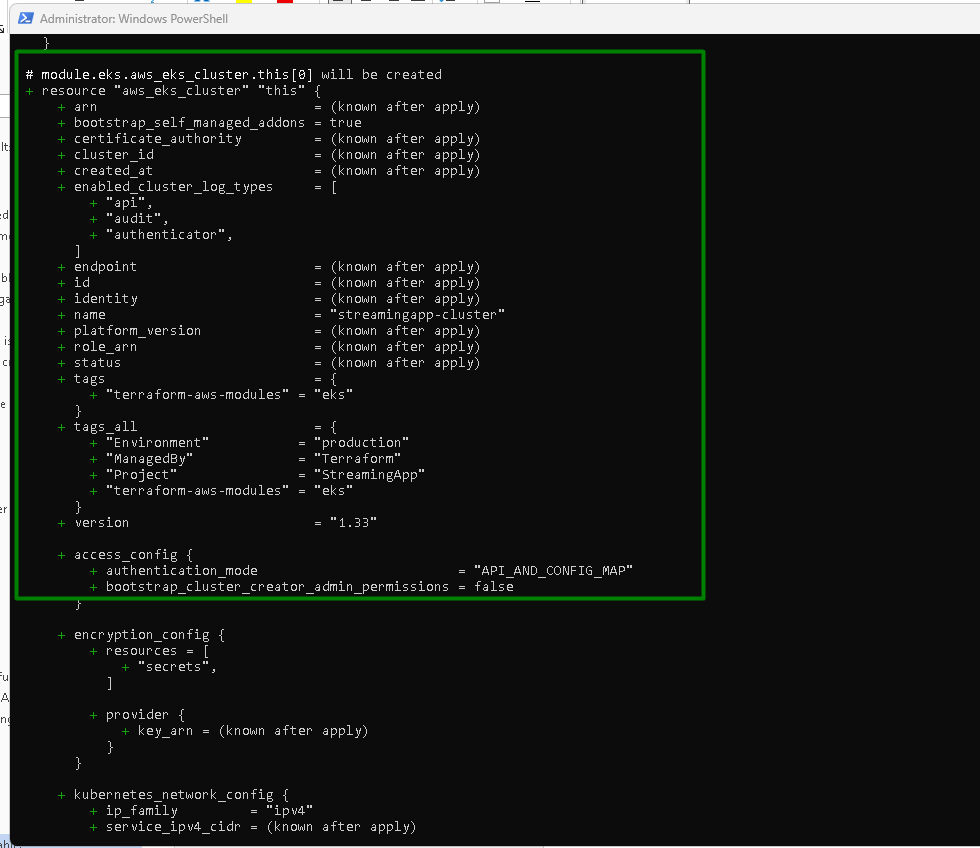 Administrator: Windows PowerShell
}
# module.eks.aws_eks_cluster.this[0] will be created
+ resource "aws_eks_cluster" "this" {
+ arn = (known after apply)
+ bootstrap_self_managed_addons = true
+ certificate_authority = (known after apply)
+ cluster_id = (known after apply)
+ created_at = (known after apply)
+ enabled_cluster_log_types = [
+ "api",
+ "audit",
+ "authenticator",
]
+ endpoint = (known after apply)
+ id = (known after apply)
+ identity = (known after apply)
+ name = "streamingapp-cluster"
+ platform_version = (known after apply)
+ role_arn = (known after apply)
+ status = (known after apply)
+ tags = {
+ "terraform-aws-modules" = "eks"
}
+ tags_all = {
+ "Environment" = "production"
+ "ManagedBy" = "Terraform"
+ "Project" = "StreamingApp"
+ "terraform-aws-modules" = "eks"
}
+ version = "1.33"
+ access_config {
+ authentication_mode = "API_AND_CONFIG_MAP"
+ bootstrap_cluster_creator_admin_permissions = false
}
+ encryption_config {
+ resources = [
+ "secrets",
]
+ provider {
+ key_arn = (known after apply)
}
}
+ kubernetes_network_config {
+ ip_family = "ipv4"
+ service_ipv4_cidr = (known after apply)